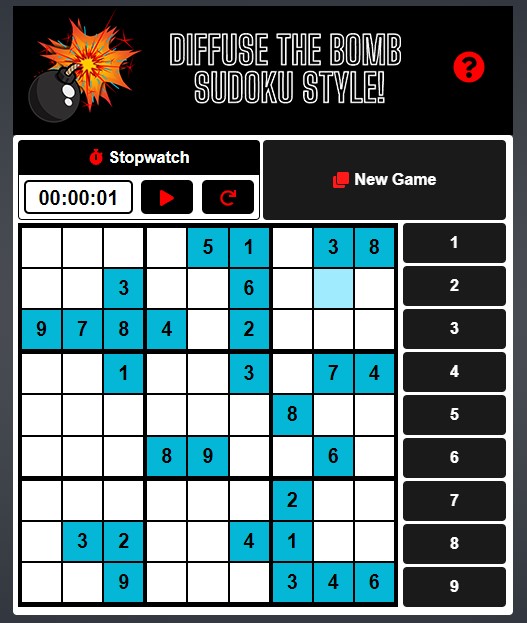 DIFFUSE THE BOMB
SUDOKU STYLE!
?
Stopwatch
00:00:01
New Game
5 1 3 8
3 6
9 7 8 4 2
1 3 7 4
8
8 9 6
2
3 2 4 1
9 3 4 6
1
2
3
4
5
6
7
8
9